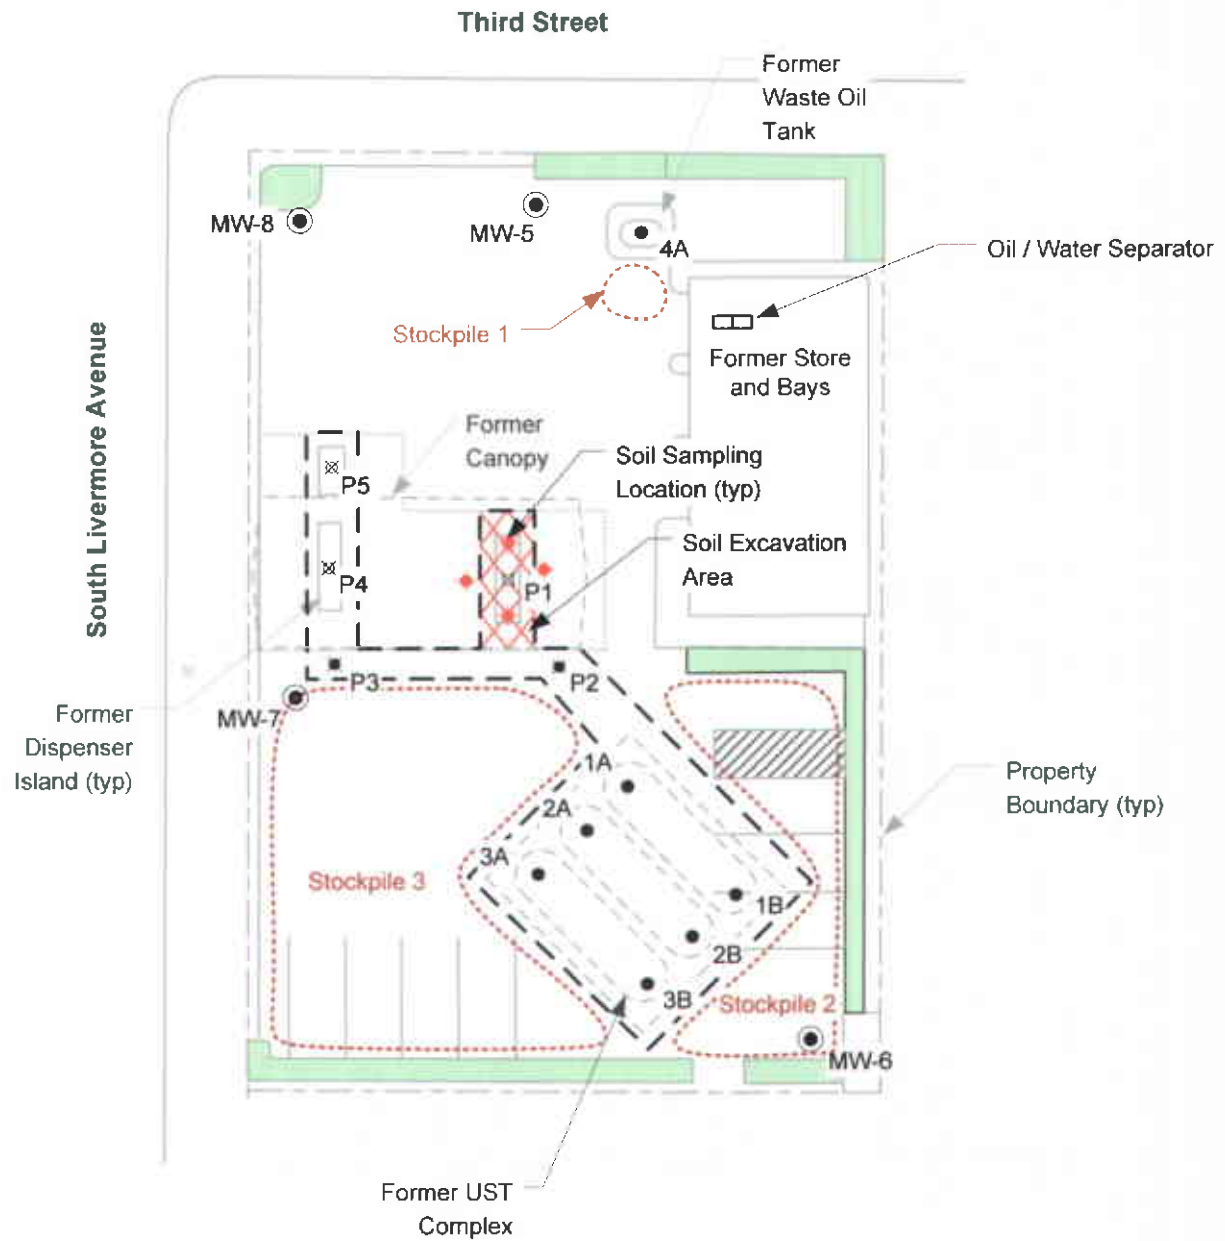 Third Street
Former
Waste Oil
Tank
MW-8
MW-5
4A
Oil / Water Separator
Stockpile 1
Former Store
and Bays
South Livermore Avenue
Former
Canopy
Soil Sampling
Location (typ)
P5
Soil Excavation
Area
P4
P1
P3
P2
MW-7
Former
Dispenser
Island (typ)
1A
Property
Boundary (typ)
2A
3A
Stockpile 3
1B
2B
3B
Stockpile 2
MW-6
Former UST
Complex